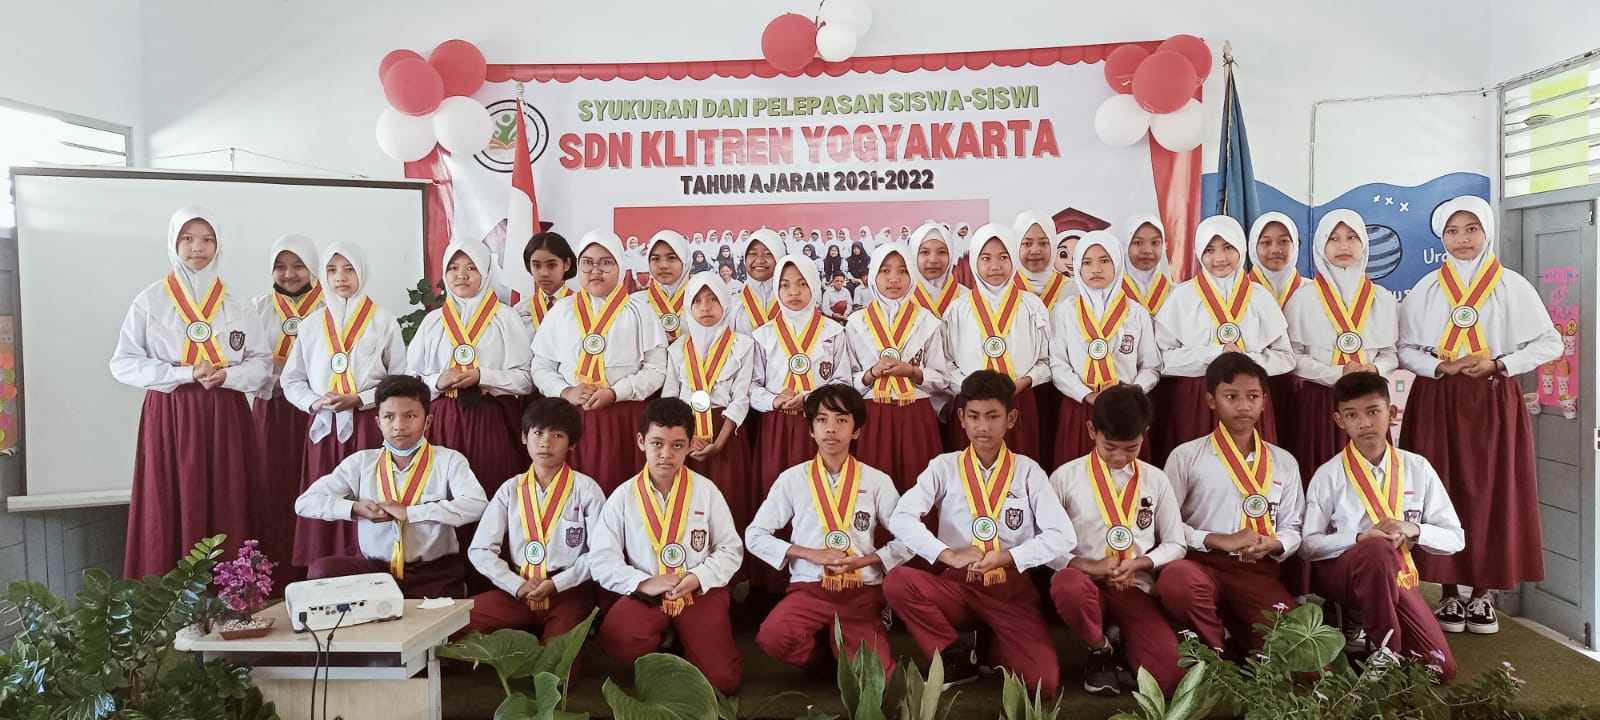 SYUKURAN DAN PELEPASAN SISWA-SISWI
SDN KLITREN YOGYAKARTA
TAHUN AJARAN 2021-2022